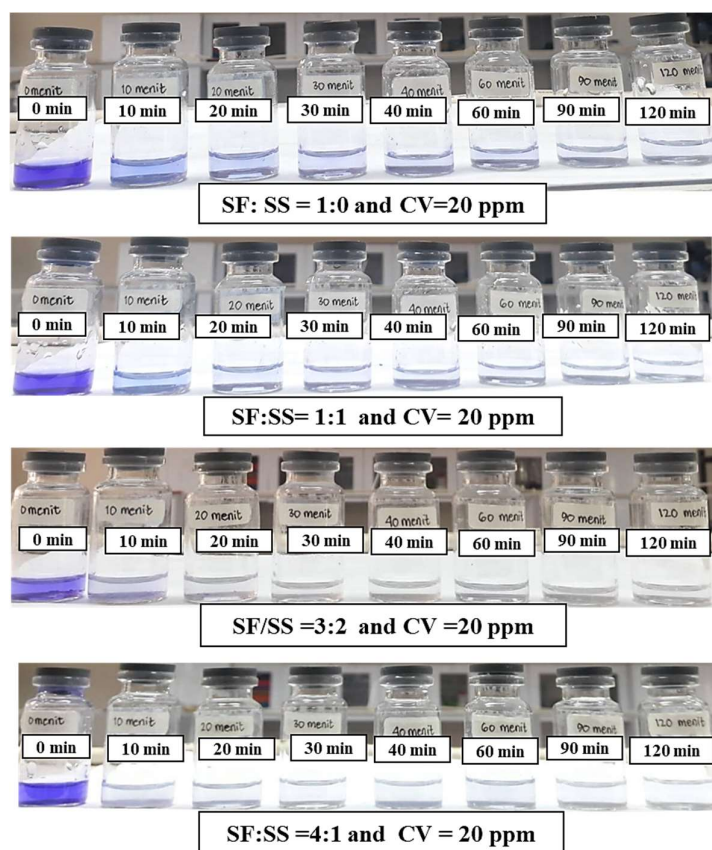 0 menit 10 menit 20 menit 30 menit 40 menit 60 menit 90 menit 120 menit
0 min 10 min 20 min 30 min 40 min 60 min 90 min 120 min
SF: SS = 1:0 and CV=20 ppm
0 menit 10 menit 20 menit 30 menit 40 menit 60 menit 90 menit 120 menit
0 min 10 min 20 min 30 min 40 min 60 min 90 min 120 min
SF:SS= 1:1 and CV= 20 ppm
0 menit 10 menit 20 menit 30 menit 40 menit 60 menit 90 menit 120 menit
0 min 10 min 20 min 30 min 40 min 60 min 90 min 120 min
SF/SS =3:2 and CV =20 ppm
0 menit 10 menit 20 menit 30 menit 40 menit 60 menit 90 menit 120 menit
0 min 10 min 20 min 30 min 40 min 60 min 90 min 120 min
SF:SS =4:1 and CV = 20 ppm